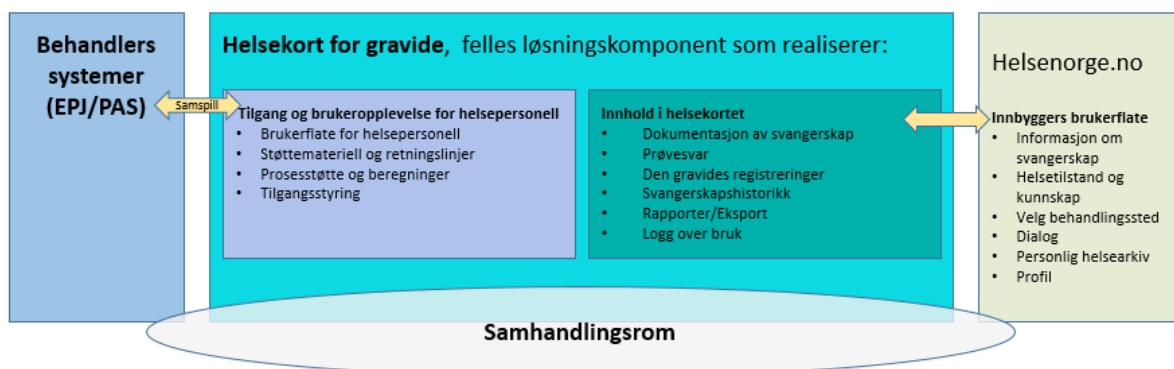 Behandlers
systemer
(EPJ/PAS)
Samspill
Helsekort for gravide, felles løsningskomponent som realiserer:
Tilgang og brukeropplevelse for helsepersonell
• Brukerflate for helsepersonell
• Støttemateriell og retningslinjer
• Prosesstøtte og beregninger
• Tilgangsstyring
Innhold i helsekortet
• Dokumentasjon av svangerskap
• Prøvesvar
• Den gravides registreringer
• Svangerskapshistorikk
• Rapporter/Eksport
• Logg over bruk
Helsenorge.no
Innbyggers brukerflate
• Informasjon om
svangerskap
• Helsetilstand og
kunnskap
• Velg behandlingssted
• Dialog
• Personlig helsearkiv
• Profil
Samhandlingsrom